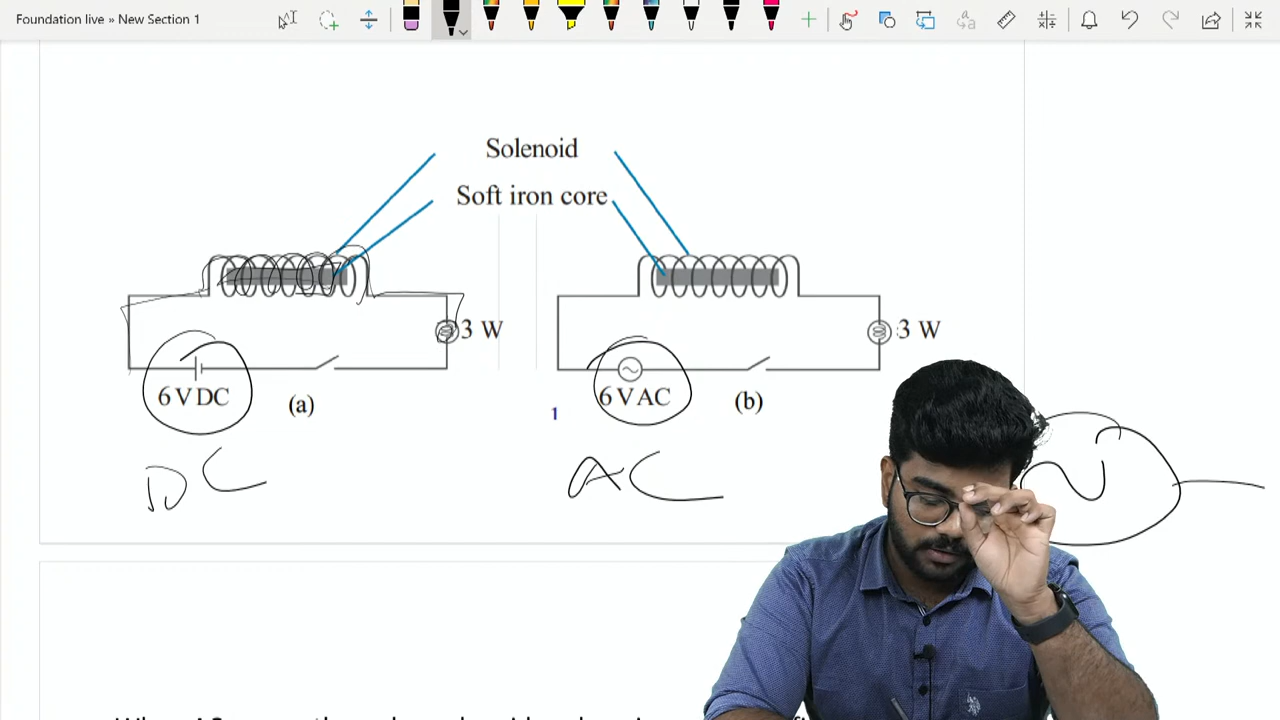 Foundation live » New Section 1
Solenoid
Soft iron core
3 W
3 W
6 V DC
(a)
6 V AC
(b)
1
DC
AC